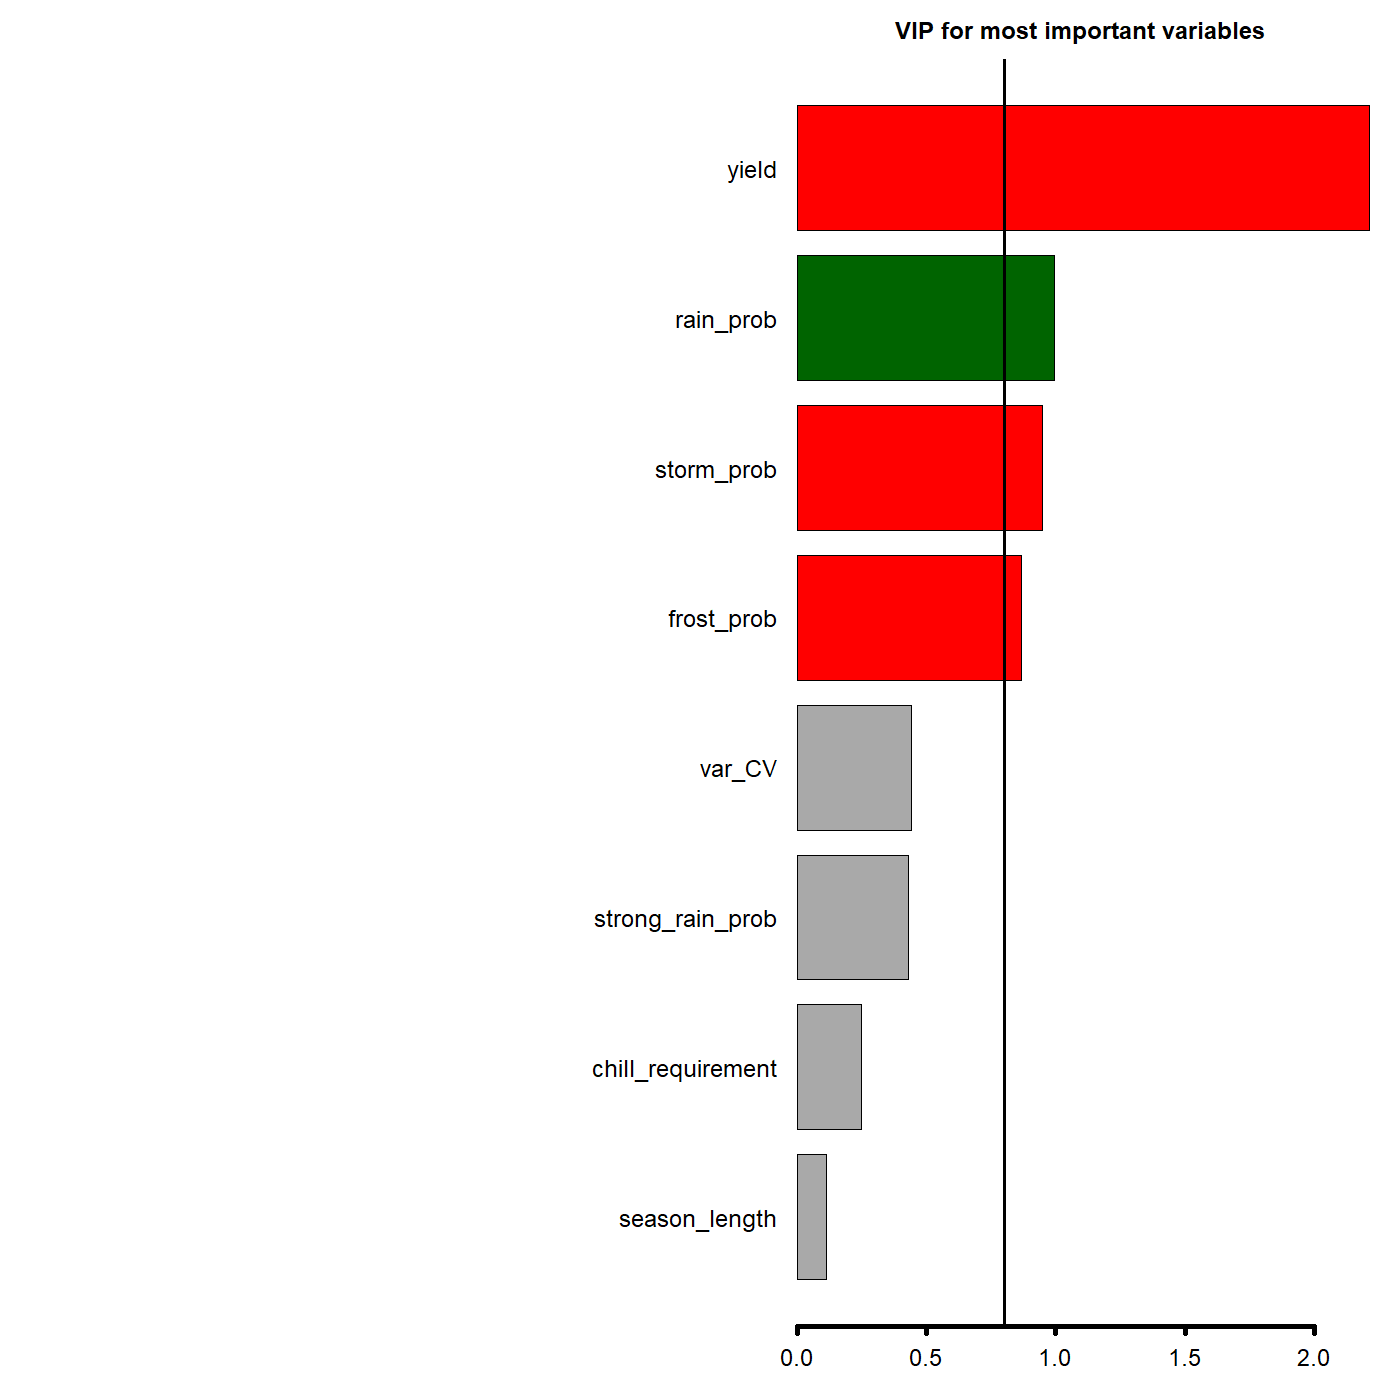 VIP for most important variables
yield
rain_prob
storm_prob
frost_prob
var_CV
strong_rain_prob
chill_requirement
season_length
0.0 0.5 1.0 1.5 2.0